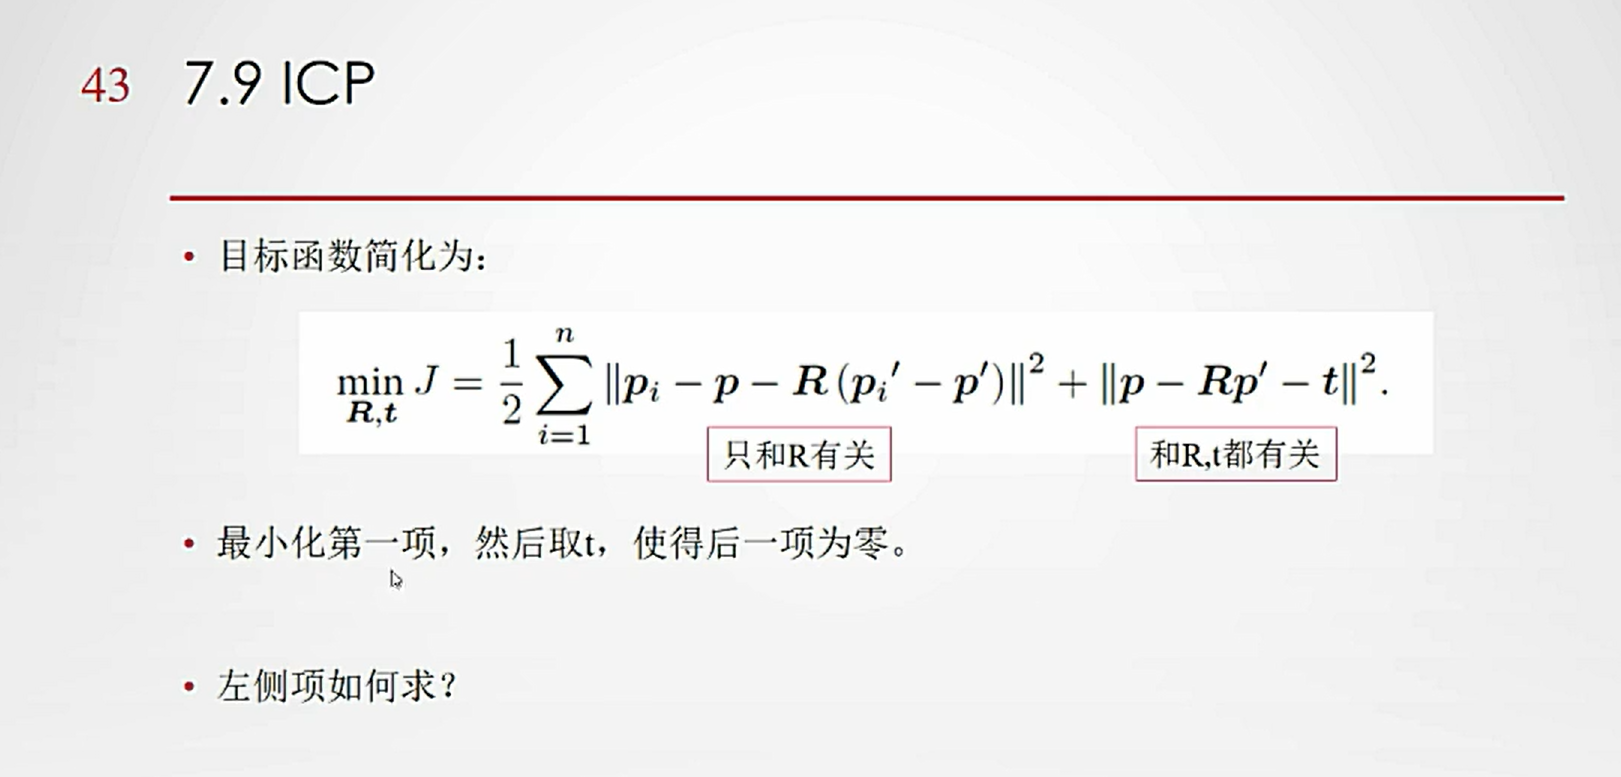 43 7.9 ICP
• 目标函数简化为：
$\min_{\boldsymbol{R},\boldsymbol{t}} J = \frac{1}{2} \sum_{i=1}^{n} \|\boldsymbol{p}_i - \boldsymbol{p} - \boldsymbol{R}(\boldsymbol{p}_i' - \boldsymbol{p}')\|^2 + \|\boldsymbol{p} - \boldsymbol{R}\boldsymbol{p}' - \boldsymbol{t}\|^2.$
只和R有关 和R,t都有关
• 最小化第一项，然后取t，使得后一项为零。
• 左侧项如何求？